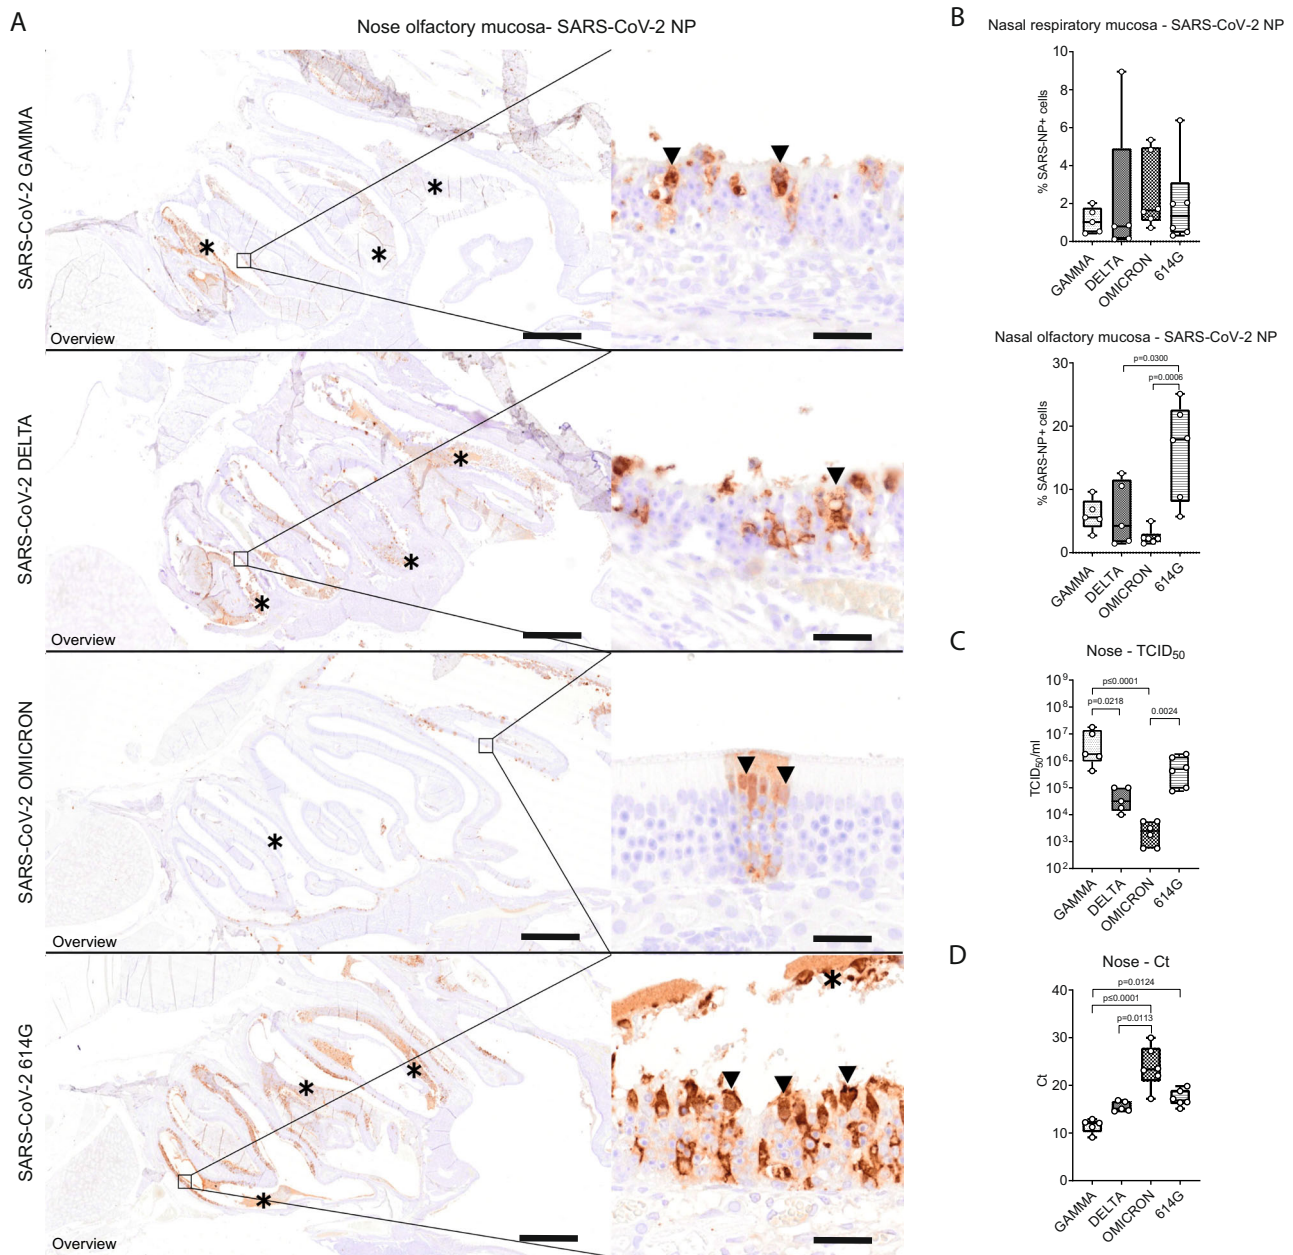 A
Nose olfactory mucosa- SARS-CoV-2 NP
SARS-CoV-2 GAMMA
Overview
SARS-CoV-2 DELTA
Overview
SARS-CoV-2 OMICRON
Overview
SARS-CoV-2 614G
Overview
B
Nasal respiratory mucosa - SARS-CoV-2 NP
% SARS-NP+ cells
10
8
6
4
2
0
GAMMA
DELTA
OMICRON
614G
Nasal olfactory mucosa - SARS-CoV-2 NP
% SARS-NP+ cells
30
20
10
0
p=0.0300
p=0.0006
GAMMA
DELTA
OMICRON
614G
C
Nose - TCID50
TCID50/ml
10^9
10^8
10^7
10^6
10^5
10^4
10^3
10^2
p≤0.0001
p=0.0218
0.0024
GAMMA
DELTA
OMICRON
614G
D
Nose - Ct
Ct
40
30
20
10
0
p=0.0124
p≤0.0001
p=0.0113
GAMMA
DELTA
OMICRON
614G